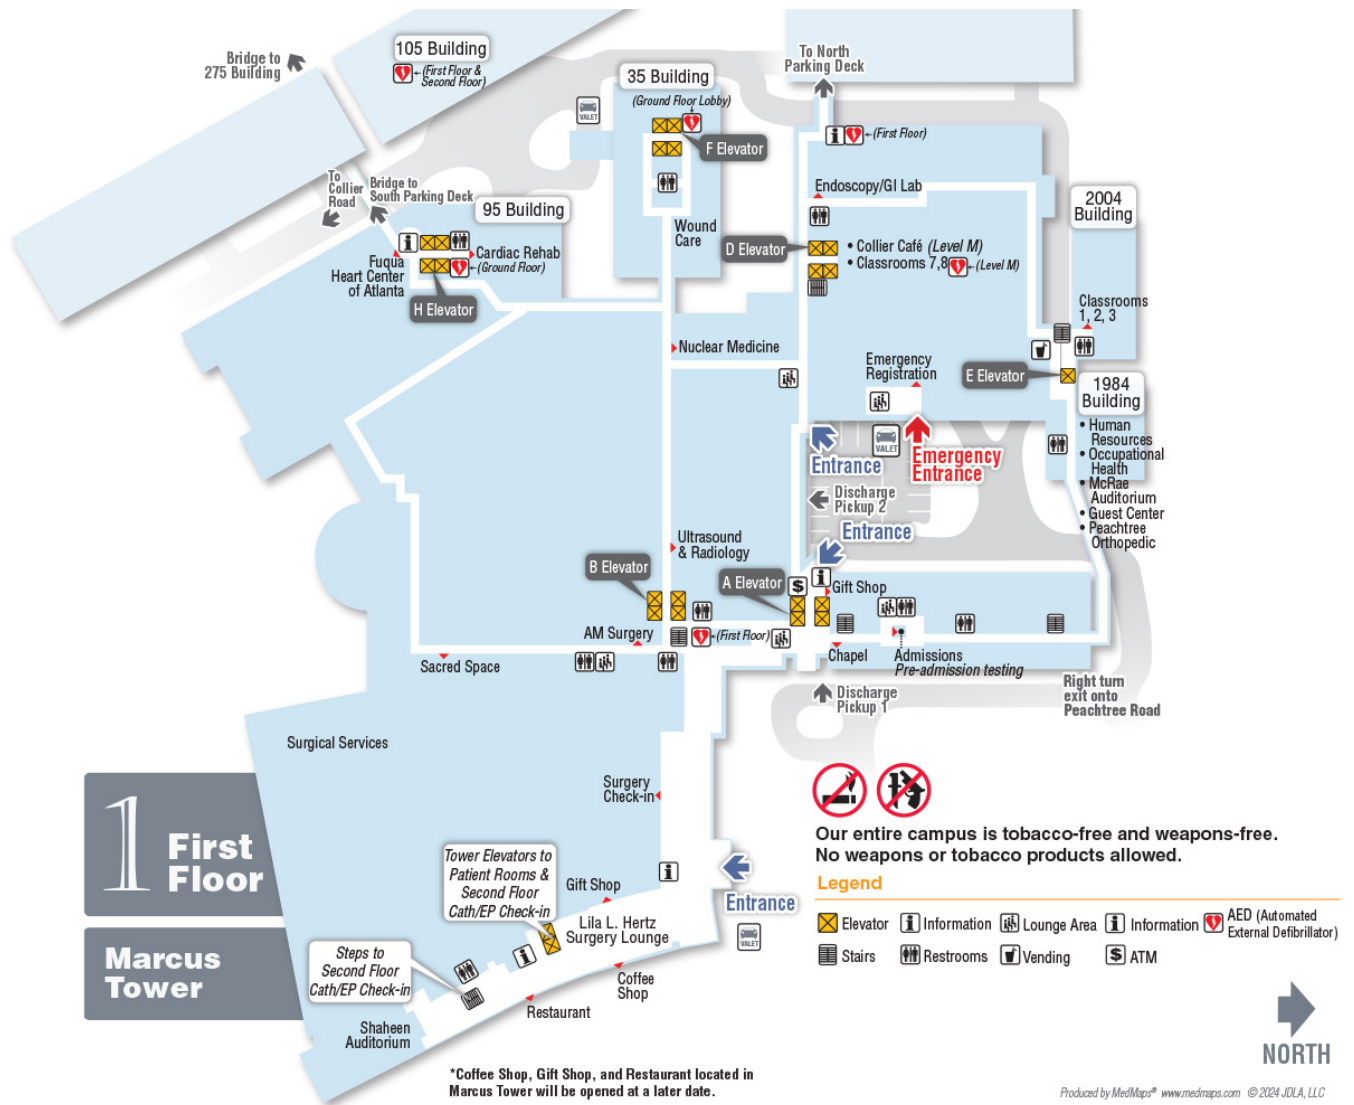 105 Building
(First Floor &
Second Floor)
Bridge to
275 Building
35 Building
(Ground Floor Lobby)
VALET
F Elevator
To North
Parking Deck
(First Floor)
Endoscopy/GI Lab
2004
Building
To
Collier
Road
Bridge to
South Parking Deck
95 Building
Cardiac Rehab
(Ground Floor)
Fuqua
Heart Center
of Atlanta
H Elevator
Wound
Care
D Elevator
• Collier Café (Level M)
• Classrooms 7,8
(Level M)
Classrooms
1, 2, 3
Nuclear Medicine
Emergency
Registration
E Elevator
1984
Building
• Human
Resources
• Occupational
Health
• McRae
Auditorium
• Guest Center
• Peachtree
Orthopedic
VALET
Entrance
Emergency
Entrance
Discharge
Pickup 2
Entrance
Ultrasound
& Radiology
B Elevator
A Elevator
$
Gift Shop
AM Surgery
(First Floor)
Sacred Space
Chapel
Admissions
Pre-admission testing
Discharge
Pickup 1
Right turn
exit onto
Peachtree Road
Surgical Services
Surgery
Check-in
1
First
Floor
Marcus
Tower
Tower Elevators to
Patient Rooms &
Second Floor
Cath/EP Check-in
Gift Shop
Lila L. Hertz
Surgery Lounge
Entrance
VALET
Steps to
Second Floor
Cath/EP Check-in
Coffee
Shop
Restaurant
Shaheen
Auditorium
*Coffee Shop, Gift Shop, and Restaurant located in
Marcus Tower will be opened at a later date.
Our entire campus is tobacco-free and weapons-free.
No weapons or tobacco products allowed.
Legend
Elevator
Information
Lounge Area
Information
AED (Automated
External Defibrillator)
Stairs
Restrooms
Vending
$ ATM
NORTH
Produced by MedMaps® www.medmaps.com © 2024 JDLA, LLC